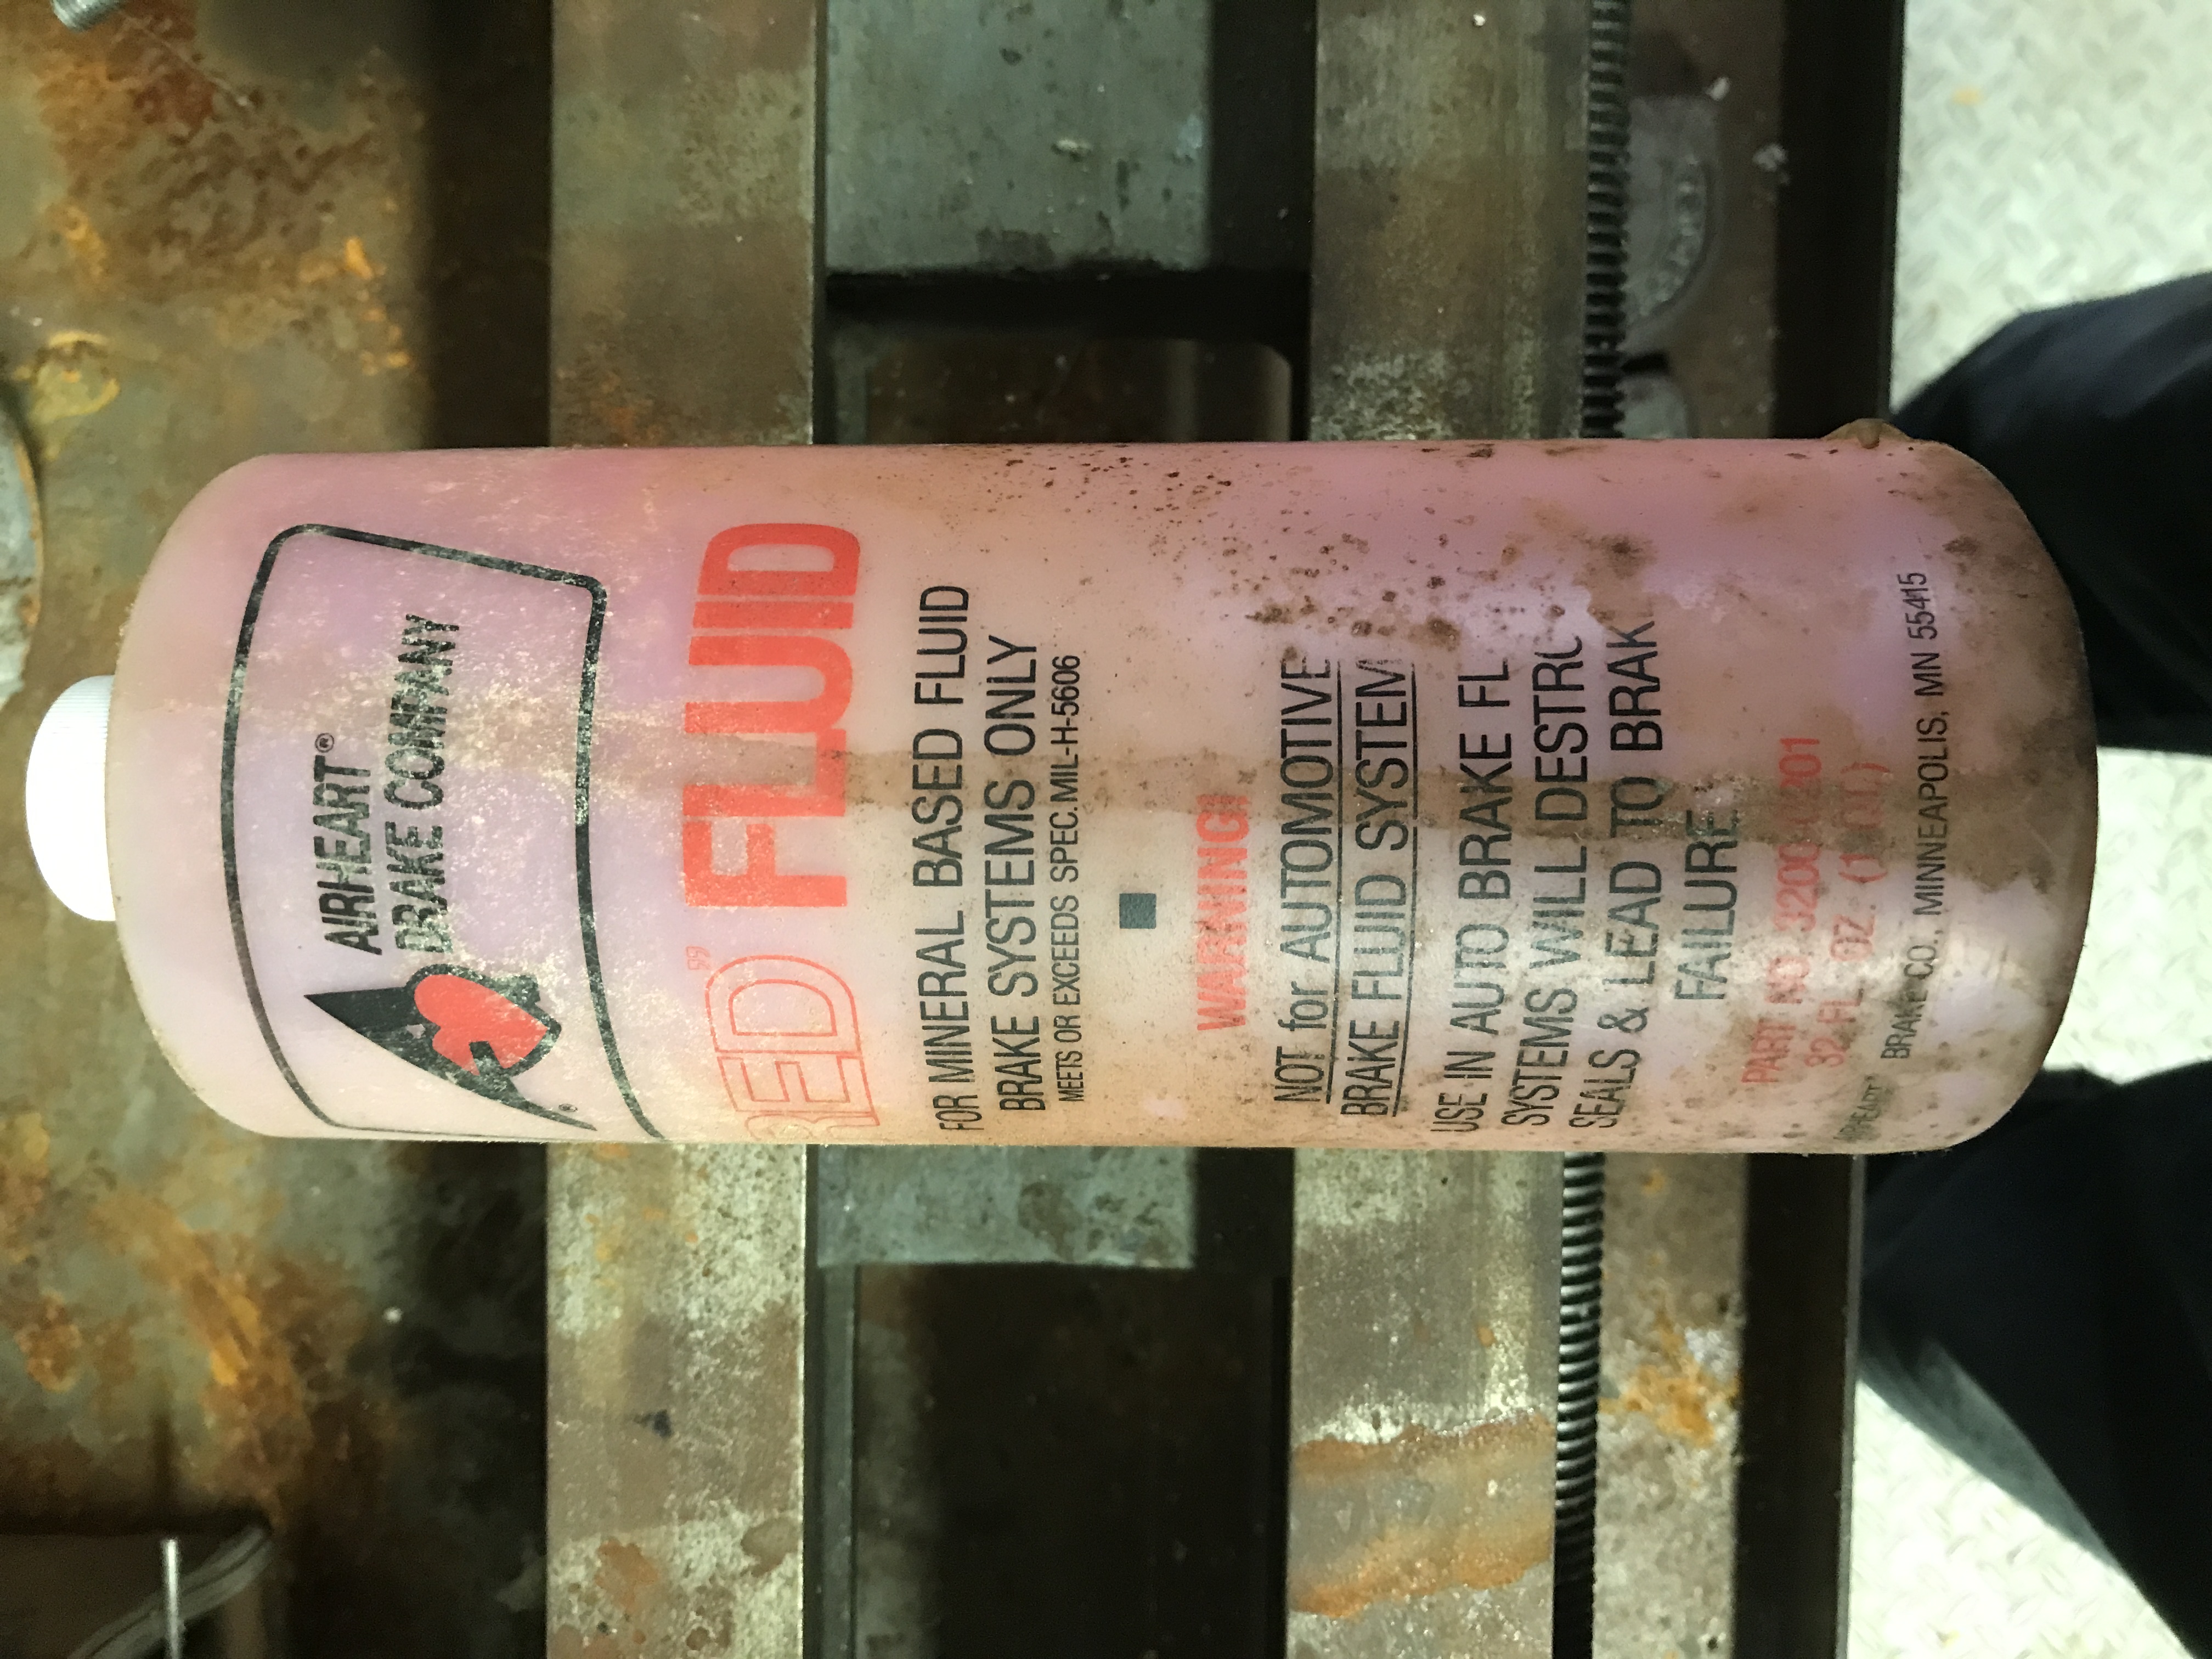 AIRHEART®
BRAKE COMPANY
®
RED” FLUID
FOR MINERAL BASED FLUID
BRAKE SYSTEMS ONLY
MEETS OR EXCEEDS SPEC. MIL-H-5606
WARNING!
NOT for AUTOMOTIVE
BRAKE FLUID SYSTEM
USE IN AUTO BRAKE FL
SYSTEMS WILL DESTRO
SEALS & LEAD TO BRAK
FAILURE.
PART NO.
32 FL. OZ.
BRAKE CO., MINNEAPOLIS, MN 55415